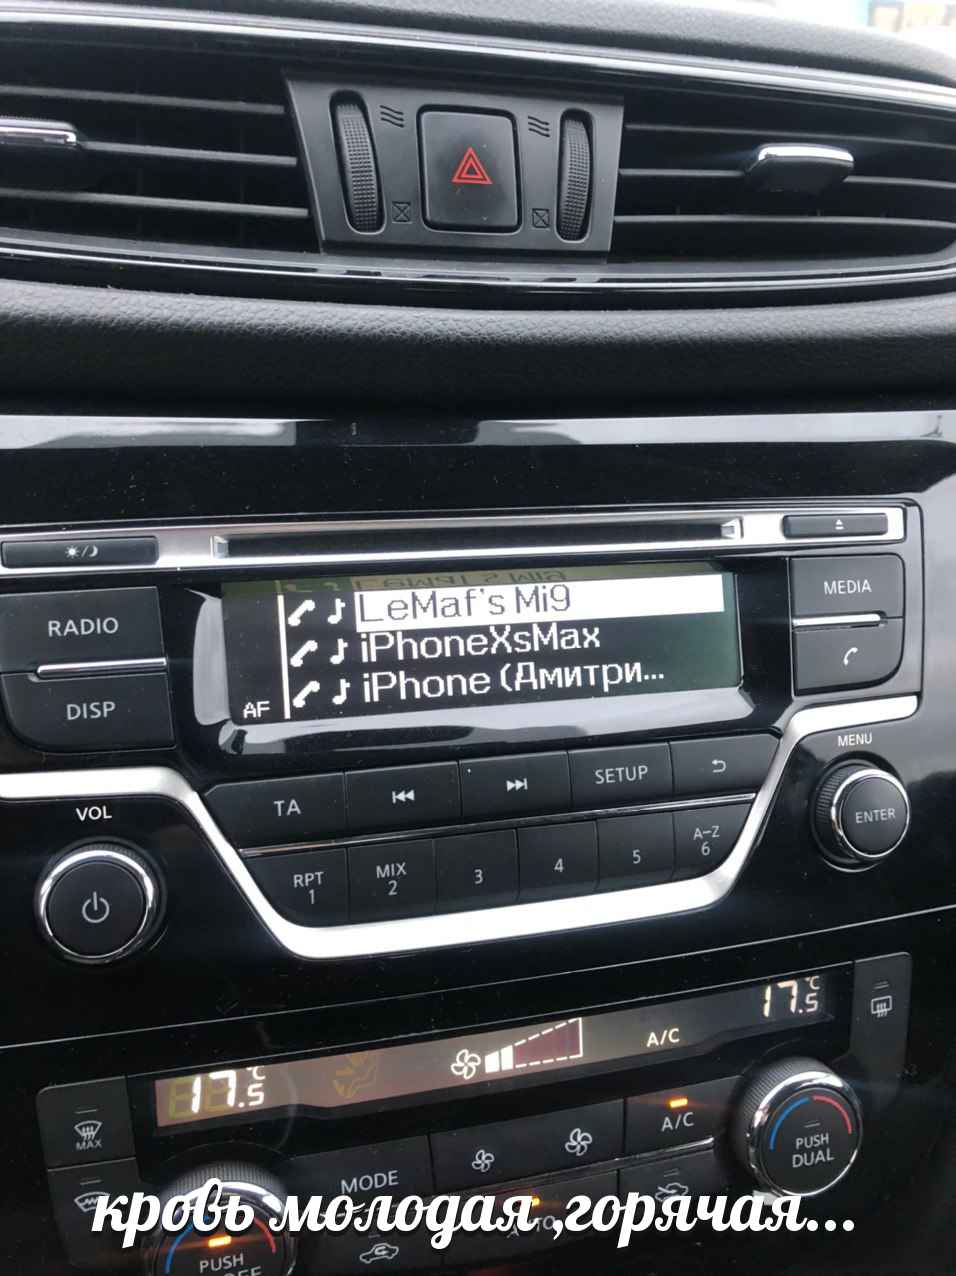 LeMaf's Mi9
MEDIA
RADIO
iPhoneXsMax
iPhone (Дмитри...
DISP
AF
MENU
SETUP
VOL
TA
ENTER
A-Z
RPT
MIX
1
2
3
4
5
6
17.5
°C
A/C
17.5
°C
MAX
A/C
PUSH
DUAL
MODE
кровь молодая ,горячая...
PUSH